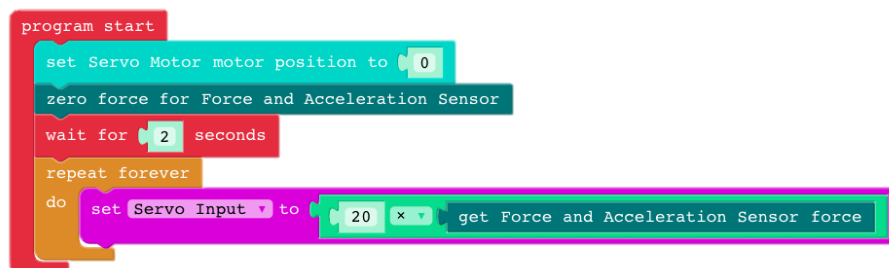 program start
set Servo Motor motor position to 0
zero force for Force and Acceleration Sensor
wait for 2 seconds
repeat forever
do set Servo Input ▾ to 20 × ▾ get Force and Acceleration Sensor force